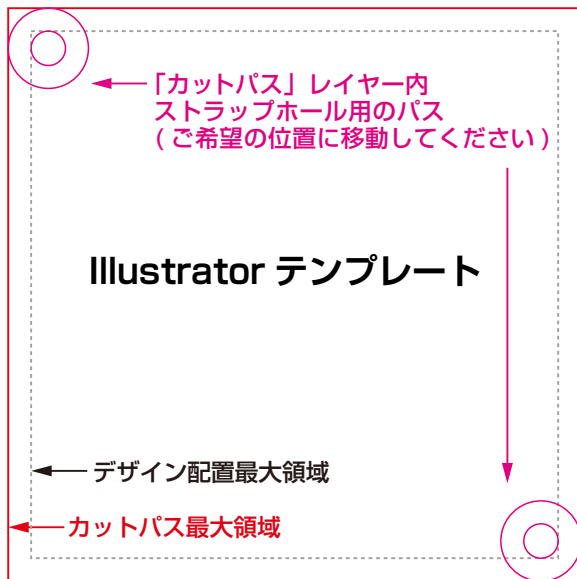 「カットパス」レイヤー内
ストラップホール用のパス
(ご希望の位置に移動してください)
Illustrator テンプレート
デザイン配置最大領域
カットパス最大領域